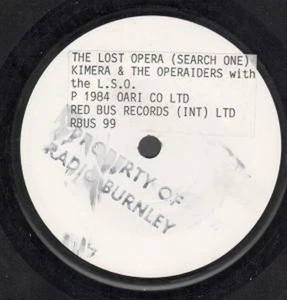 THE LOST OPERA (SEARCH ONE)
KIMERA & THE OPERAIDERS with
the L.S.O.
P 1984 OARI CO LTD
RED BUS RECORDS (INT) LTD
RBUS 99
PROPERTY OF
RADIO BURNLEY